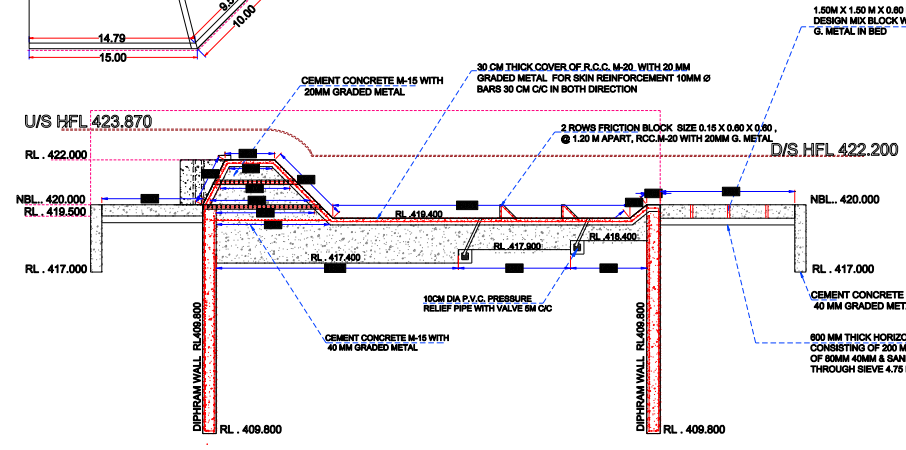 9.5
10.00
14.79
15.00
1.50M X 1.50 M X 0.60
DESIGN MIX BLOCK W
G. METAL IN BED
30 CM THICK COVER OF R.C.C. M-20 WITH 20 MM
GRADED METAL FOR SKIN REINFORCEMENT 10MM Ø
BARS 30 CM C/C IN BOTH DIRECTION
CEMENT CONCRETE M-15 WITH
20MM GRADED METAL
U/S HFL 423.870
2 ROWS FRICTION BLOCK SIZE 0.15 X 0.60 X 0.60 ,
@ 1.20 M APART, RCC.M-20 WITH 20MM G. METAL
D/S HFL 422.200
RL . 422.000
NBL.. 420.000
NBL.. 420.000
RL . 419.500
RL .419.400
RL .418.400
RL .417.900
RL .417.400
RL . 417.000
RL . 417.000
10CM DIA P.V.C. PRESSURE
RELIEF PIPE WITH VALVE 5M C/C
CEMENT CONCRETE
40 MM GRADED META
CEMENT CONCRETE M-15 WITH
40 MM GRADED METAL
600 MM THICK HORIZO
CONSISTING OF 200 M
OF 80MM 40MM & SAN
THROUGH SIEVE 4.75
DIPHRAM WALL RL409.800
DIPHRAM WALL RL409.800
RL . 409.800
RL . 409.800